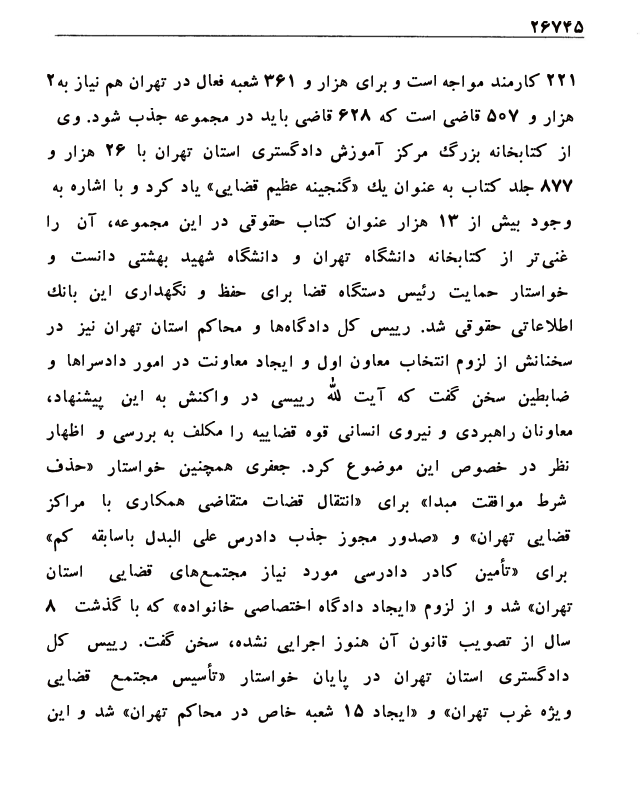 ۲۶۷۴۵
۲۲۱ کارمند مواجه است و برای هزار و ۳۶۱ شعبه فعال در تهران هم نیاز به۲
هزار و ۵۰۷ قاضی است که ۶۲۸ قاضی باید در مجموعه جذب شود. وی
از کتابخانه بزرگ مرکز آموزش دادگستری استان تهران با ۲۶ هزار و
۸۷۷ جلد کتاب به عنوان یك «گنجینه عظیم قضایی» یاد کرد و با اشاره به
وجود بیش از ۱۳ هزار عنوان کتاب حقوقی در این مجموعه، آن را
غنی‌تر از کتابخانه دانشگاه تهران و دانشگاه شهید بهشتی دانست و
خواستار حمایت رئیس دستگاه قضا برای حفظ و نگهداری این بانك
اطلاعاتی حقوقی شد. رییس کل دادگاه‌ها و محاکم استان تهران نیز در
سخنانش از لزوم انتخاب معاون اول و ایجاد معاونت در امور دادسراها و
ضابطین سخن گفت که آیت لله رییسی در واکنش به این پیشنهاد،
معاونان راهبردی و نیروی انسانی قوه قضاییه را مکلف به بررسی و اظهار
نظر در خصوص این موضوع کرد. جعفری همچنین خواستار «حذف
شرط موافقت مبدا» برای «انتقال قضات متقاضی همکاری با مراکز
قضایی تهران» و «صدور مجوز جذب دادرس علی البدل باسابقه کم»
برای «تأمین کادر دادرسی مورد نیاز مجتمع‌های قضایی استان
تهران» شد و از لزوم «ایجاد دادگاه اختصاصی خانواده» که با گذشت ۸
سال از تصویب قانون آن هنوز اجرایی نشده، سخن گفت. رییس کل
دادگستری استان تهران در پایان خواستار «تأسیس مجتمع قضایی
ویژه غرب تهران» و «ایجاد ۱۵ شعبه خاص در محاکم تهران» شد و این